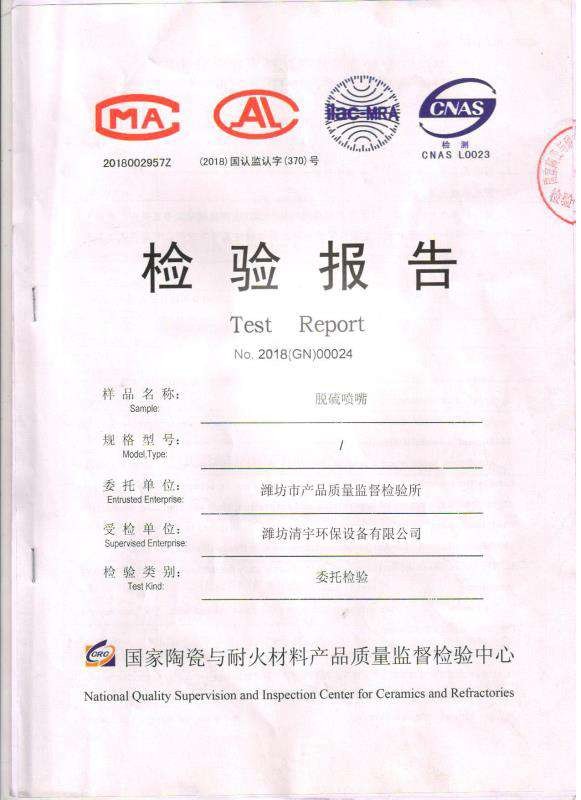 CMA
CAL
ilac-MRA
CNAS
2018002957Z
(2018)国认监认字(370)号
检测
CNAS L0023
检验
检验报告
Test Report
No. 2018(GN)00024
样品名称:
Sample:
脱硫喷嘴
规格型号:
Model,Type:
/
委托单位:
Entrusted Enterprise:
潍坊市产品质量监督检验所
受检单位:
Supervised Enterprise:
潍坊清宇环保设备有限公司
检验类别:
Test Kind:
委托检验
CRC
国家陶瓷与耐火材料产品质量监督检验中心
National Quality Supervision and Inspection Center for Ceramics and Refractories